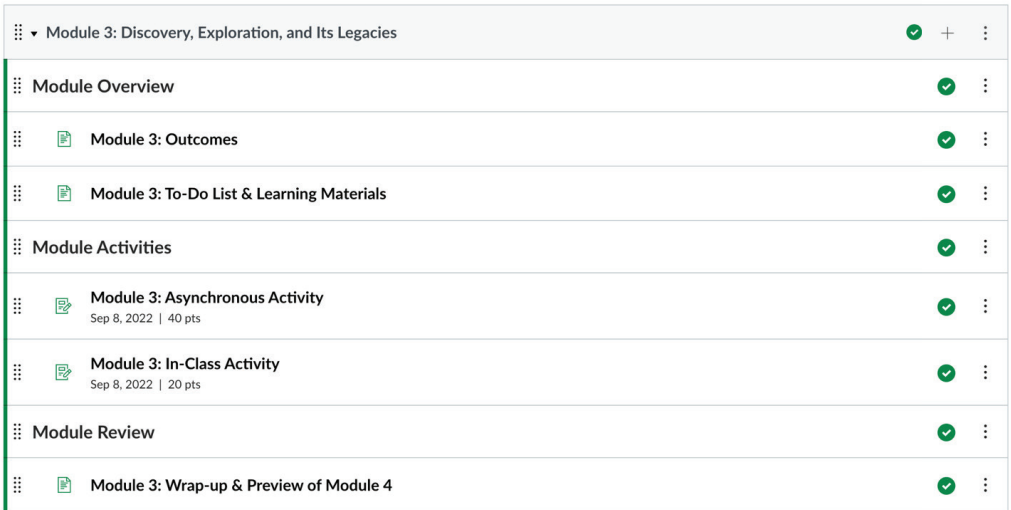 Module 3: Discovery, Exploration, and Its Legacies
Module Overview
Module 3: Outcomes
Module 3: To-Do List & Learning Materials
Module Activities
Module 3: Asynchronous Activity
Sep 8, 2022 | 40 pts
Module 3: In-Class Activity
Sep 8, 2022 | 20 pts
Module Review
Module 3: Wrap-up & Preview of Module 4